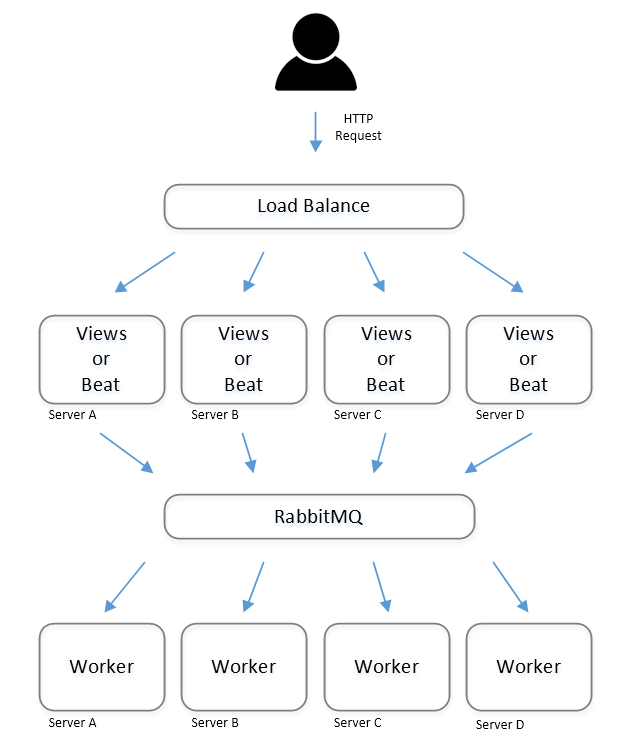 HTTP
Request
Load Balance
Views
or
Beat
Views
or
Beat
Views
or
Beat
Views
or
Beat
Server A
Server B
Server C
Server D
RabbitMQ
Worker
Worker
Worker
Worker
Server A
Server B
Server C
Server D